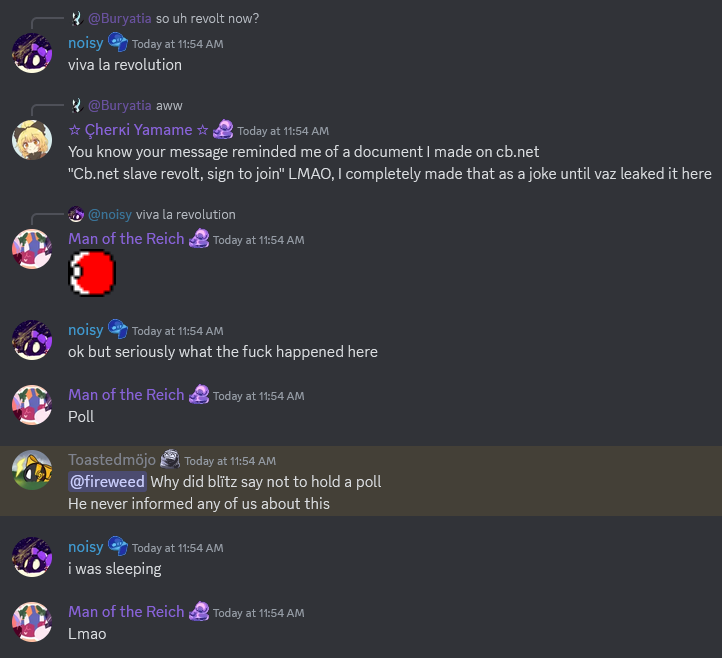 @Buryatia so uh revolt now?
noisy Today at 11:54 AM
viva la revolution
@Buryatia aww
☆ Çherкi Yamame ☆ Today at 11:54 AM
You know your message reminded me of a document I made on cb.net
"Cb.net slave revolt, sign to join" LMAO, I completely made that as a joke until vaz leaked it here
@noisy viva la revolution
Man of the Reich Today at 11:54 AM
noisy Today at 11:54 AM
ok but seriously what the fuck happened here
Man of the Reich Today at 11:54 AM
Poll
Toastedmöjo Today at 11:54 AM
@fireweed Why did blïtz say not to hold a poll
He never informed any of us about this
noisy Today at 11:54 AM
i was sleeping
Man of the Reich Today at 11:54 AM
Lmao